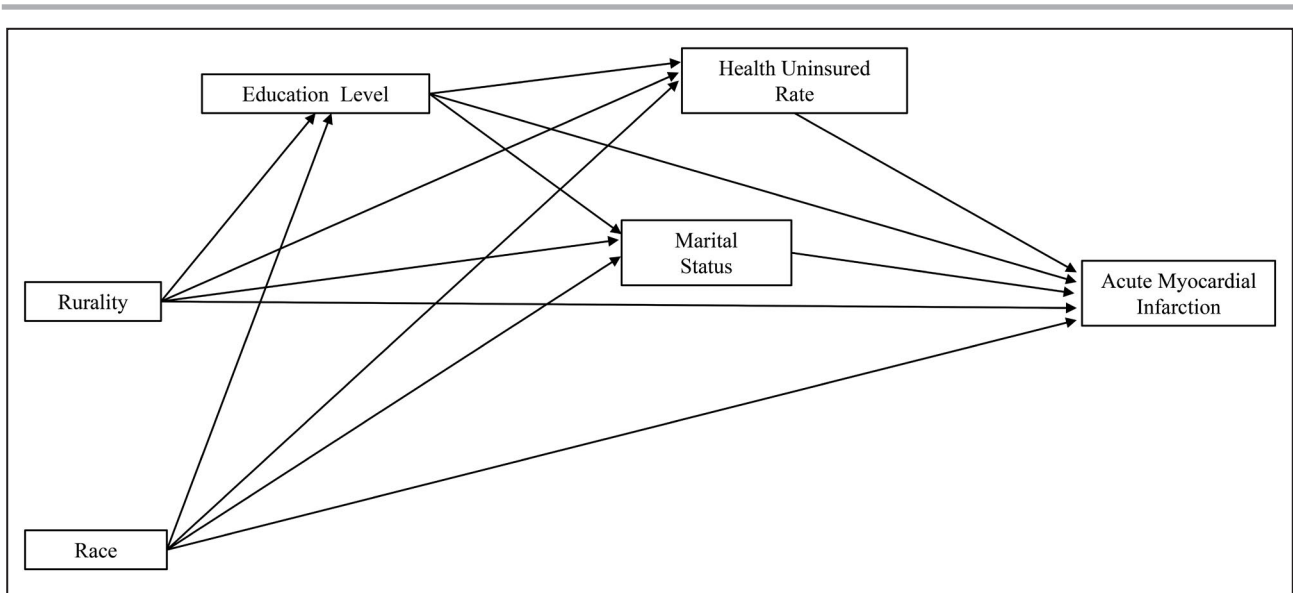 Education Level
Health Uninsured
Rate
Marital
Status
Rurality
Acute Myocardial
Infarction
Race